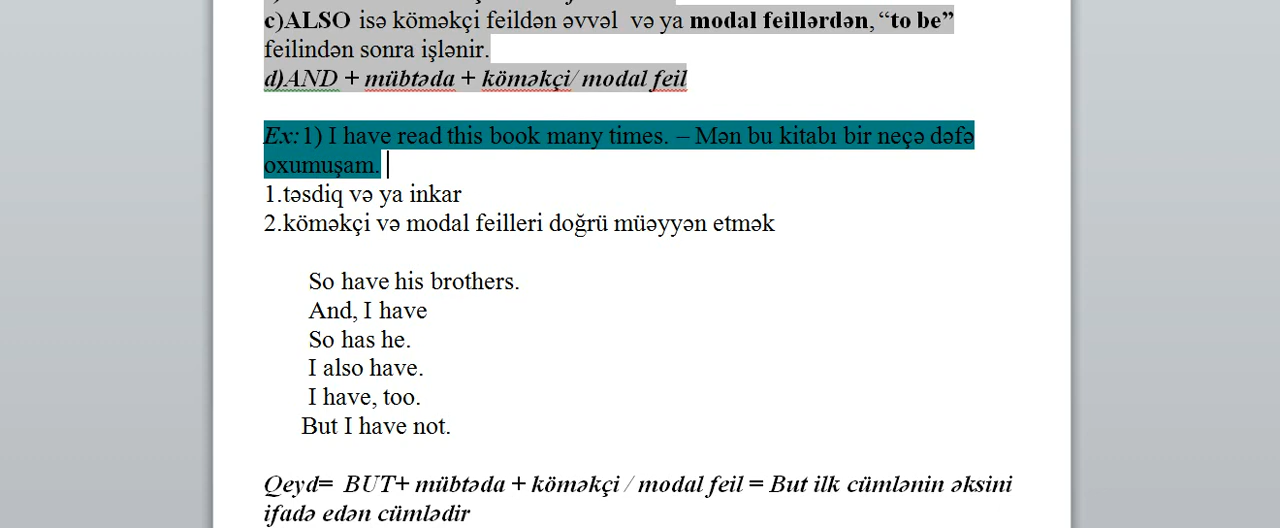 c)ALSO isə köməkçi feildən əvvəl və ya modal feillərdən, “to be”
feilindən sonra işlənir.
d)AND + mübtəda + köməkçi/ modal feil
Ex:1) I have read this book many times. – Mən bu kitabı bir neçə dəfə
oxumuşam.
1.təsdiq və ya inkar
2.köməkçi və modal feilleri doğrü müəyyən etmək
So have his brothers.
And, I have
So has he.
I also have.
I have, too.
But I have not.
Qeyd= BUT+ mübtəda + köməkçi / modal feil = But ilk cümlənin əksini
ifadə edən cümlədir